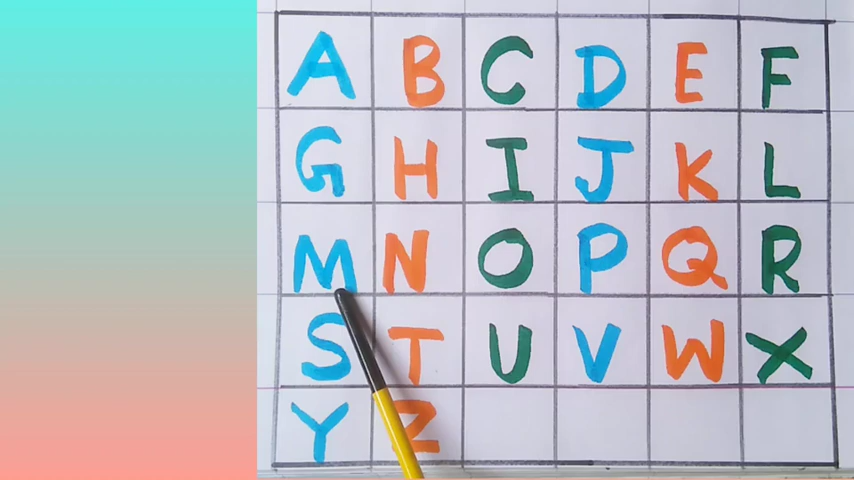 A B C D E F
G H I J K L
M N O P Q R
S T U V W X
Y Z